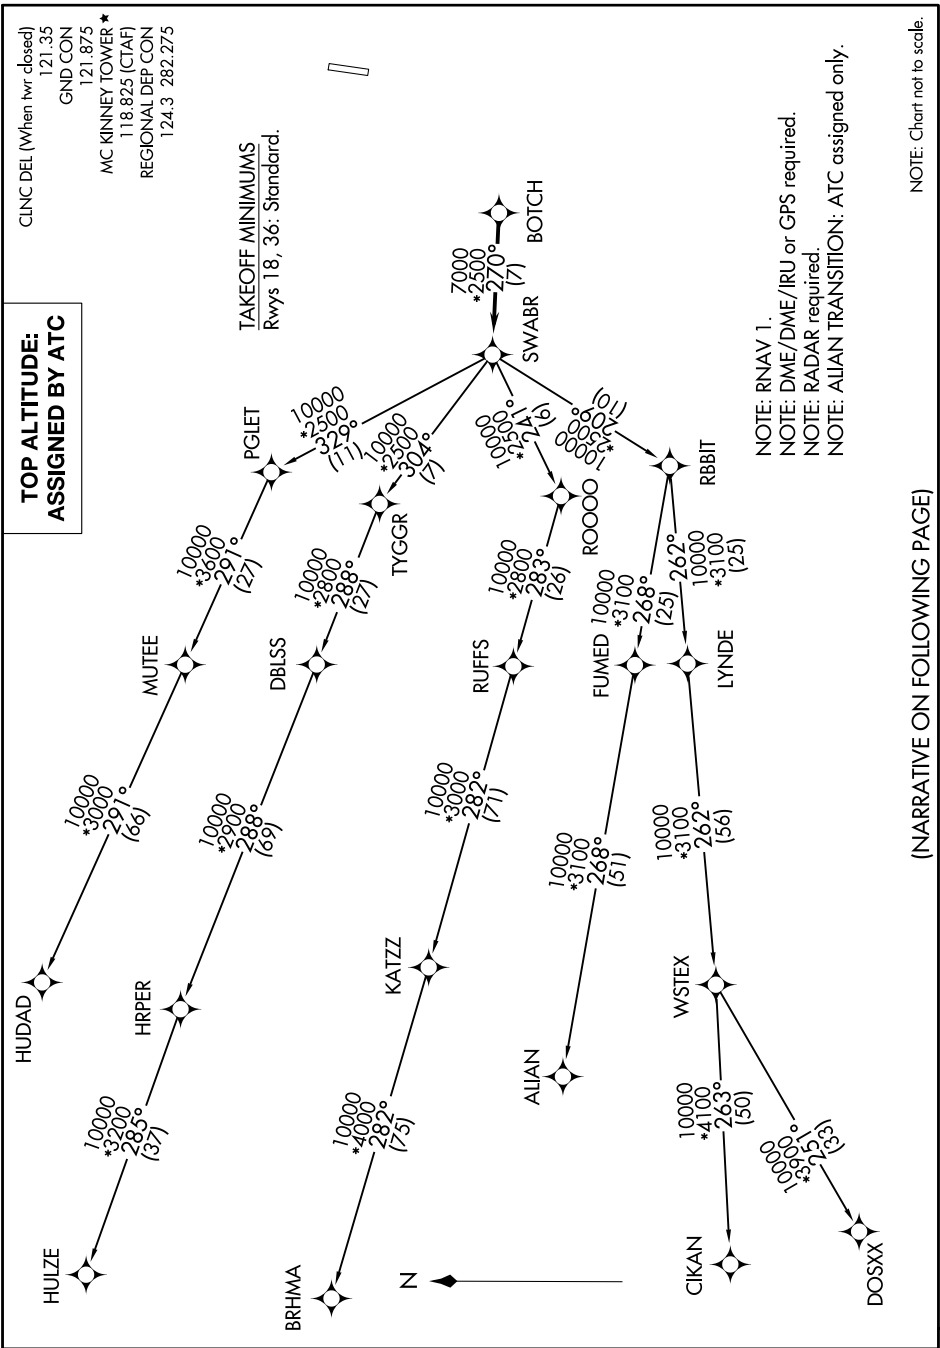 TOP ALTITUDE:
ASSIGNED BY ATC
CLNC DEL (When twr closed)
121.35
GND CON
121.875
MC KINNEY TOWER ★
118.825 (CTAF)
REGIONAL DEP CON
124.3 282.275
TAKEOFF MINIMUMS
Rwys 18, 36: Standard.
HUDAD
10000
*3000
291°
(66)
MUTEE
10000
*3600
291°
(27)
PGLET
10000
*2500
329°
(11)
HULZE
10000
*3200
285°
(37)
HRPER
10000
*2900
288°
(69)
DBLSS
10000
*2800
288°
(27)
TYGGR
10000
*2500
304°
(7)
BRHMA
10000
*4000
282°
(75)
KATZZ
10000
*3000
282°
(71)
RUFFS
10000
*2800
283°
(26)
ROOOO
10000
*2500
241°
(9)
SWABR
7000
*2500
270°
(7)
BOTCH
N
ALIAN
10000
*3100
268°
(51)
FUMED
10000
*3100
268°
(25)
RBBIT
10000
*2500
209°
(10)
CIKAN
10000
*4100
263°
(50)
WSTEX
10000
*3100
262°
(56)
LYNDE
262°
10000
*3100
(25)
DOSXX
10000
*3900
251°
(33)
NOTE: RNAV 1.
NOTE: DME/DME/IRU or GPS required.
NOTE: RADAR required.
NOTE: ALIAN TRANSITION: ATC assigned only.
(NARRATIVE ON FOLLOWING PAGE)
NOTE: Chart not to scale.